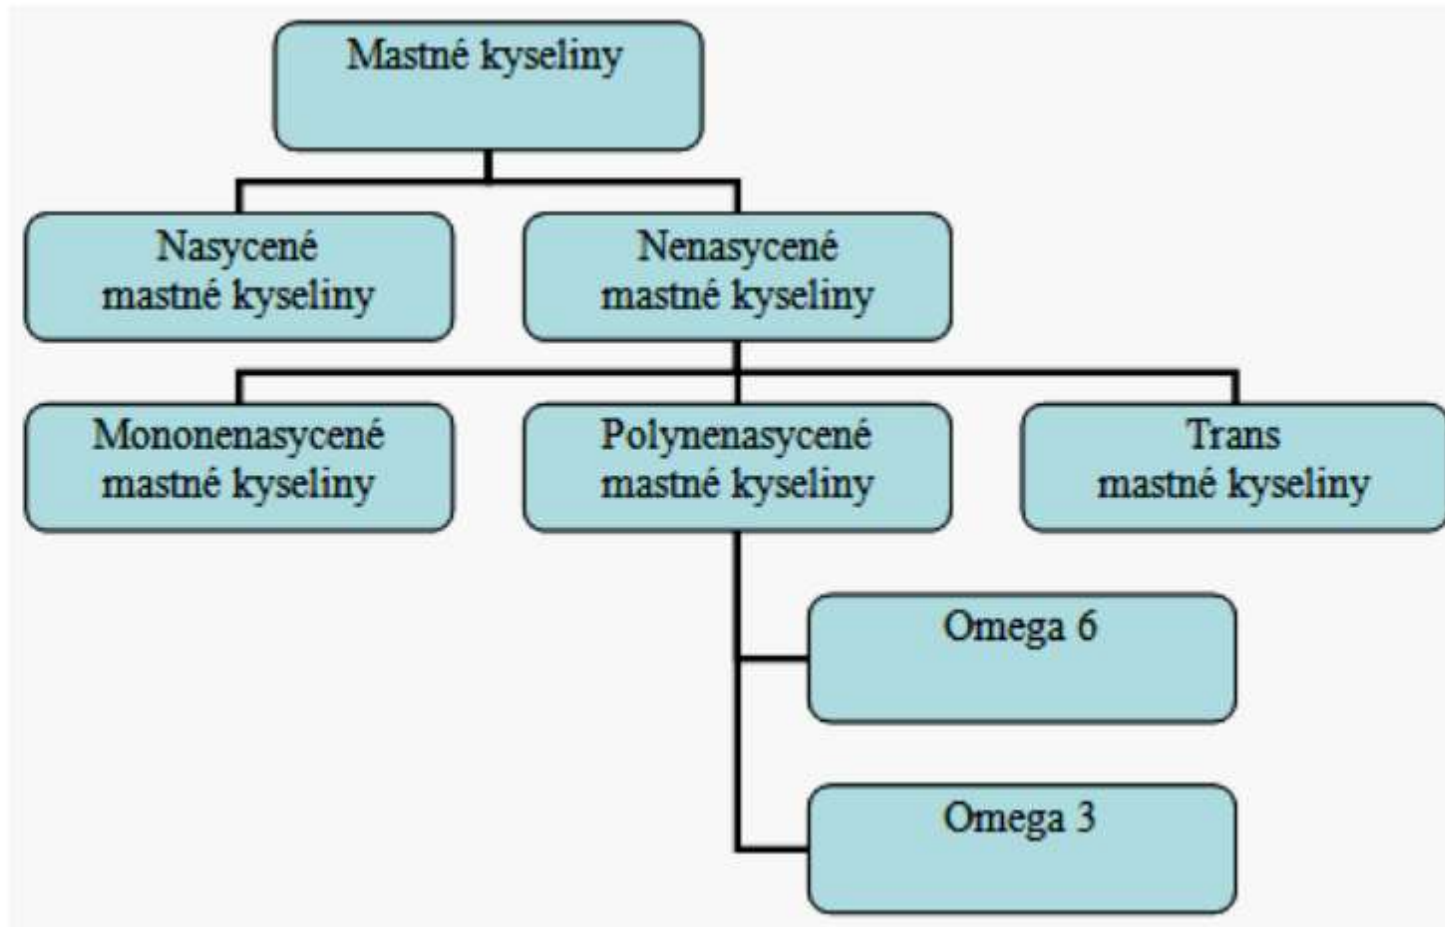 Mastné kyseliny
Nasycené
mastné kyseliny
Nenasycené
mastné kyseliny
Mononenasycené
mastné kyseliny
Polynenasycené
mastné kyseliny
Trans
mastné kyseliny
Omega 6
Omega 3